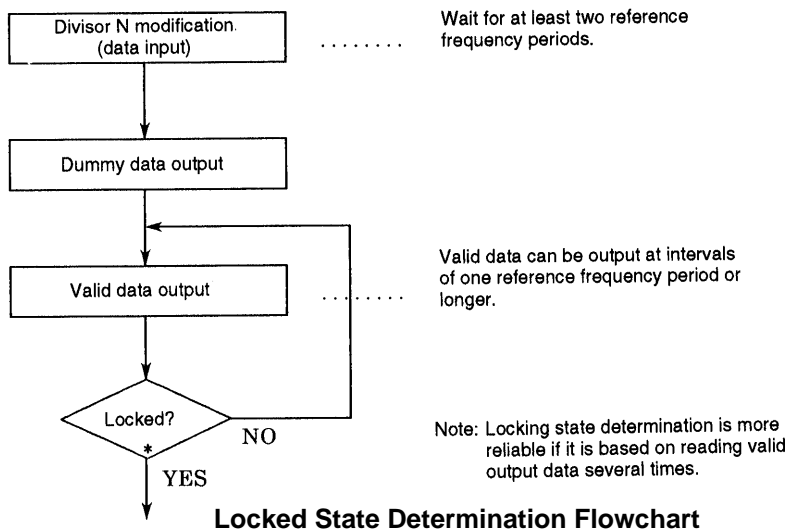 Divisor N modification.
(data input)
. . . . . . . .
Wait for at least two reference
frequency periods.
Dummy data output
Valid data output
. . . . . . . .
Valid data can be output at intervals
of one reference frequency period or
longer.
Locked?
*
NO
YES
Note: Locking state determination is more
reliable if it is based on reading valid
output data several times.
Locked State Determination Flowchart